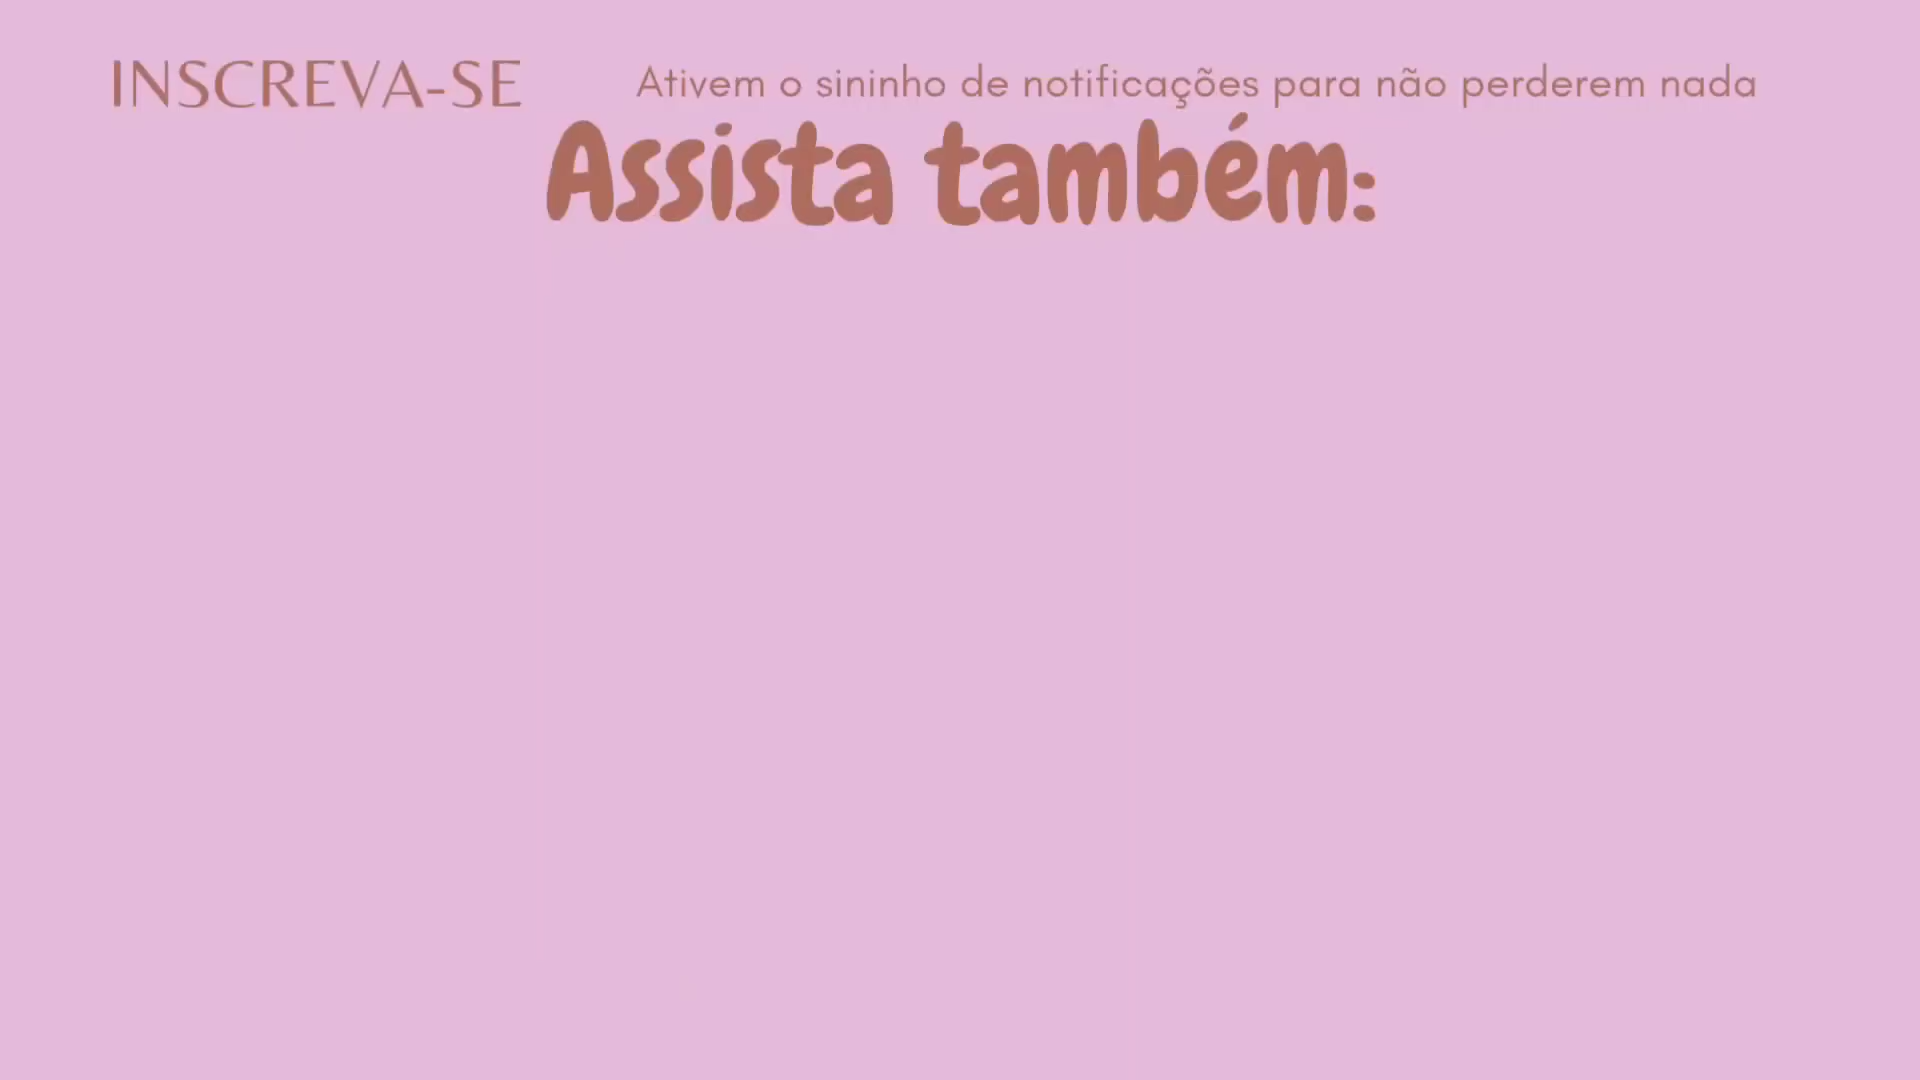 INSCREVA-SE
Ativem o sininho de notificações para não perderem nada
Assista também: